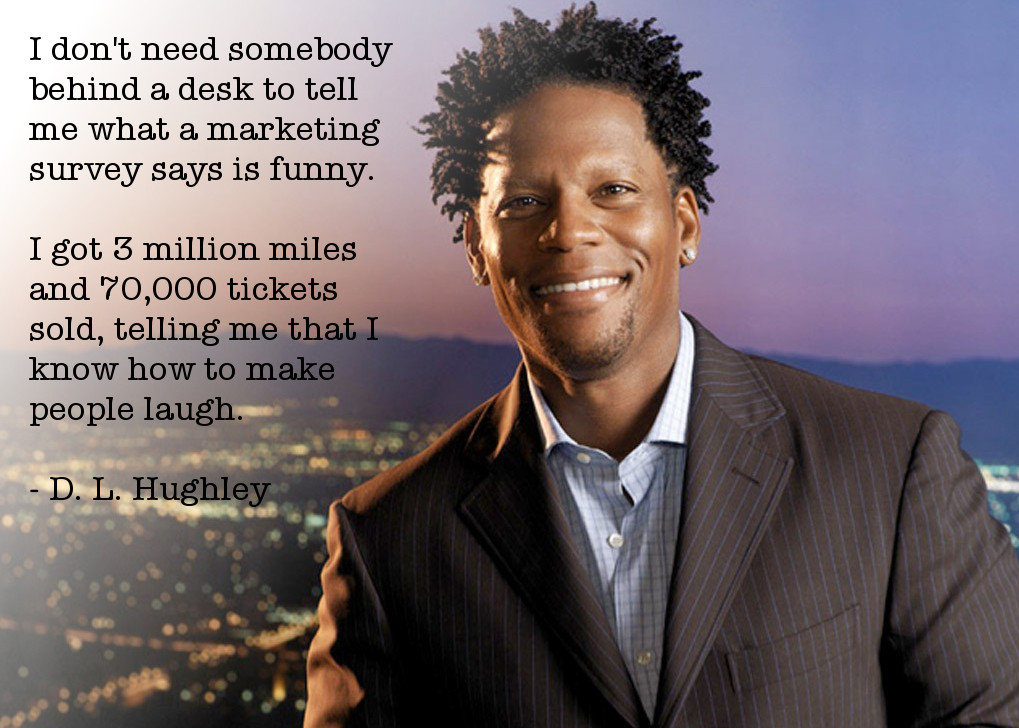 I don't need somebody
behind a desk to tell
me what a marketing
survey says is funny.
I got 3 million miles
and 70,000 tickets
sold, telling me that I
know how to make
people laugh.
- D. L. Hughley